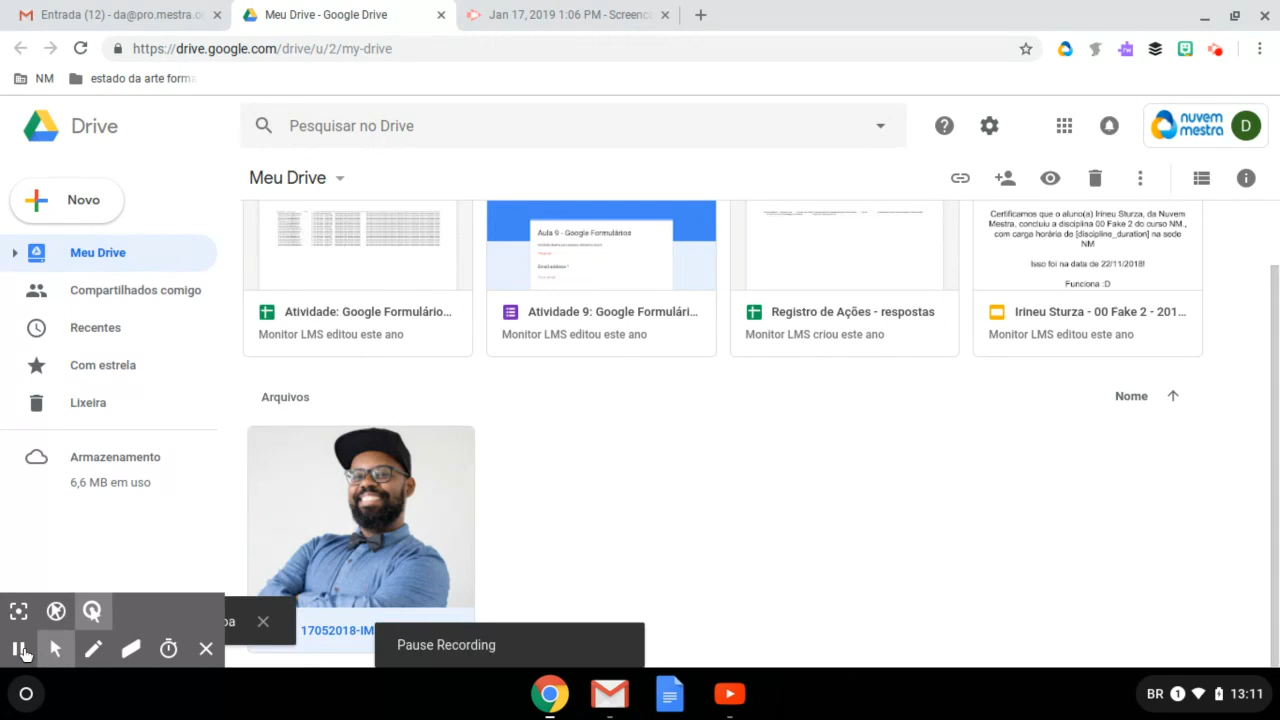 Entrada (12) - da@pro.mestra.c
Meu Drive - Google Drive
Jan 17, 2019 1:06 PM - Screenc
https://drive.google.com/drive/u/2/my-drive
NM
estado da arte forma
Drive
Pesquisar no Drive
nuvem
mestra
D
Meu Drive
Novo
Meu Drive
Compartilhados comigo
Recentes
Com estrela
Lixeira
Armazenamento
6,6 MB em uso
Aula 9 - Google Formulários
Email address *
Certificamos que o aluno(a) Irineu Sturza, da Nuvem
Mestra, concluiu a disciplina 00 Fake 2 do curso NM ,
com carga horária de [discipline_duration] na sede
NM
Isso foi na data de 22/11/2018!
Funciona :D
Atividade: Google Formulário...
Monitor LMS editou este ano
Atividade 9: Google Formulári...
Monitor LMS editou este ano
Registro de Ações - respostas
Monitor LMS criou este ano
Irineu Sturza - 00 Fake 2 - 201...
Monitor LMS editou este ano
Arquivos
Nome
17052018-IM
pa
Pause Recording
BR
1
13:11